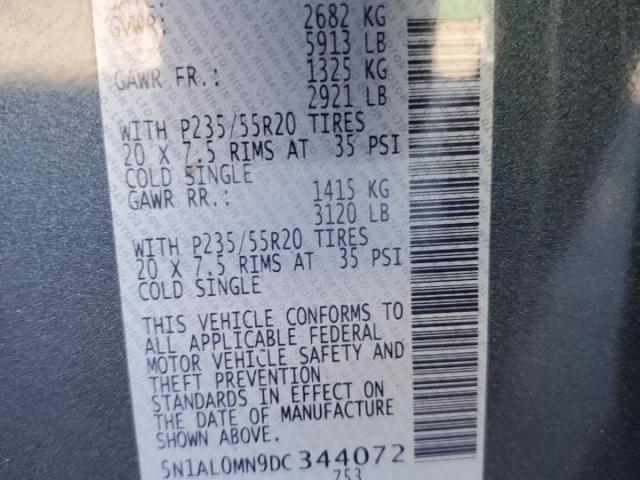 GVWR: 2682 KG
5913 LB
GAWR FR.: 1325 KG
2921 LB
WITH P235/55R20 TIRES
20 X 7.5 RIMS AT 35 PSI
COLD SINGLE
GAWR RR.: 1415 KG
3120 LB
WITH P235/55R20 TIRES
20 X 7.5 RIMS AT 35 PSI
COLD SINGLE
THIS VEHICLE CONFORMS TO
ALL APPLICABLE FEDERAL
MOTOR VEHICLE SAFETY AND
THEFT PREVENTION
STANDARDS IN EFFECT ON
THE DATE OF MANUFACTURE
SHOWN ABOVE.
5N1AL0MN9DC 344072
753